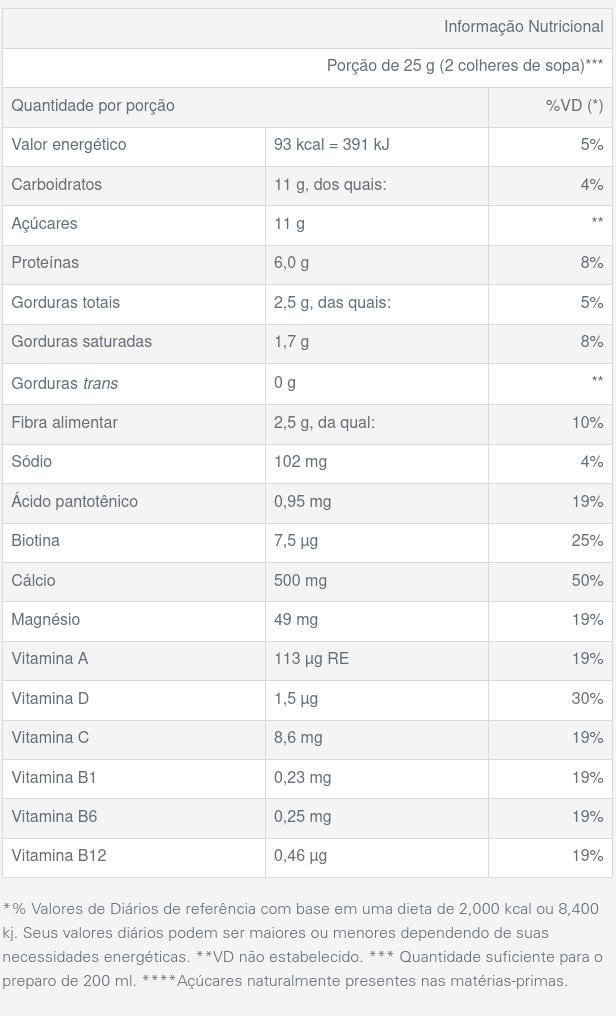 Informação Nutricional
Porção de 25 g (2 colheres de sopa)***
Quantidade por porção %VD (*)
Valor energético 93 kcal = 391 kJ 5%
Carboidratos 11 g, dos quais: 4%
Açúcares 11 g **
Proteínas 6,0 g 8%
Gorduras totais 2,5 g, das quais: 5%
Gorduras saturadas 1,7 g 8%
Gorduras trans 0 g **
Fibra alimentar 2,5 g, da qual: 10%
Sódio 102 mg 4%
Ácido pantotênico 0,95 mg 19%
Biotina 7,5 µg 25%
Cálcio 500 mg 50%
Magnésio 49 mg 19%
Vitamina A 113 µg RE 19%
Vitamina D 1,5 µg 30%
Vitamina C 8,6 mg 19%
Vitamina B1 0,23 mg 19%
Vitamina B6 0,25 mg 19%
Vitamina B12 0,46 µg 19%
*% Valores de Diários de referência com base em uma dieta de 2,000 kcal ou 8,400
kj. Seus valores diários podem ser maiores ou menores dependendo de suas
necessidades energéticas. **VD não estabelecido. *** Quantidade suficiente para o
preparo de 200 ml. ****Açúcares naturalmente presentes nas matérias-primas.